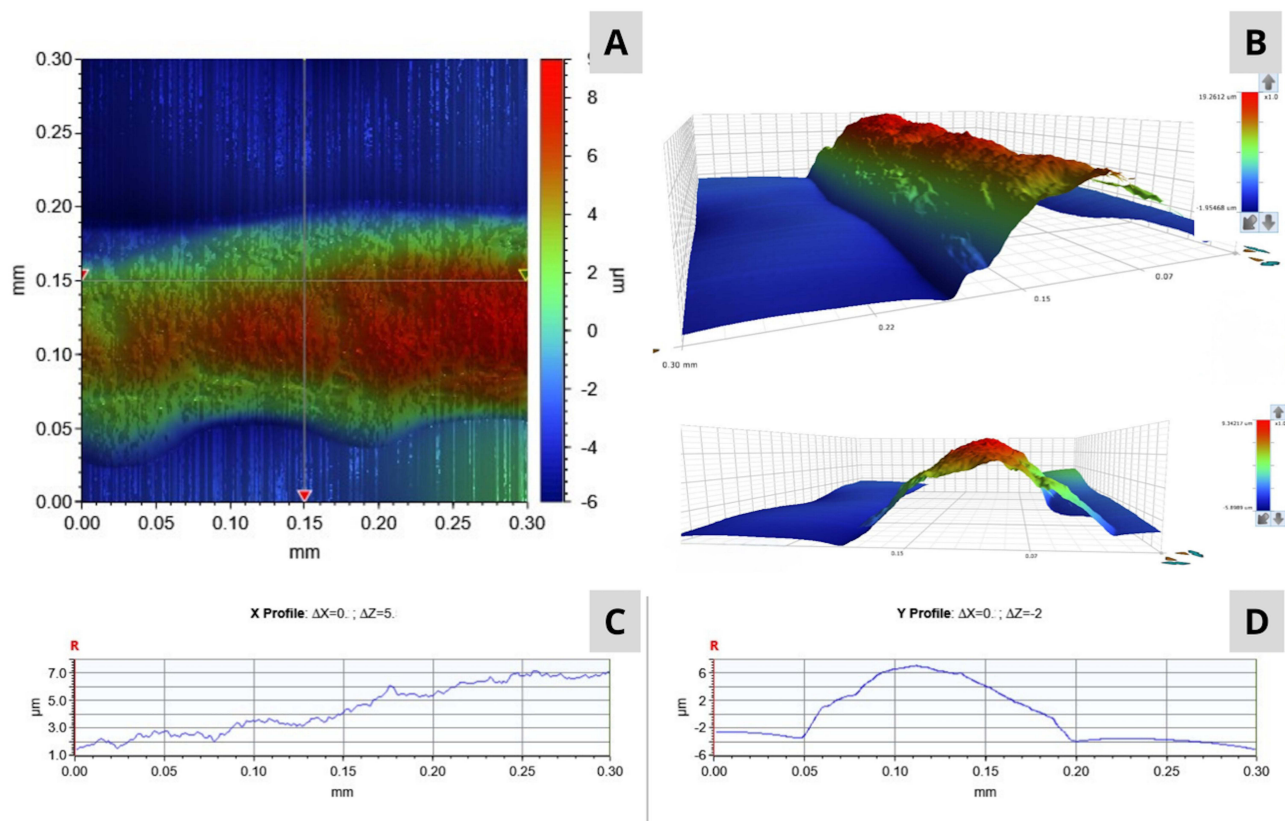 A
B
0.30
0.25
0.20
0.15
0.10
0.05
0.00
mm
0.00 0.05 0.10 0.15 0.20 0.25 0.30
mm
8
6
4
2
0
-2
-4
-6
µm
19.2612 um
x1.0
-1.95468 um
0.07
0.15
0.22
0.30 mm
9.34217 um
x1.0
0.15
0.07
X Profile: ΔX=0. ; ΔZ=5.
C
R
7.0
5.0
3.0
1.0
µm
0.00 0.05 0.10 0.15 0.20 0.25 0.30
mm
Y Profile: ΔX=0. ; ΔZ=-2
D
R
6
2
-2
-6
µm
0.00 0.05 0.10 0.15 0.20 0.25 0.30
mm